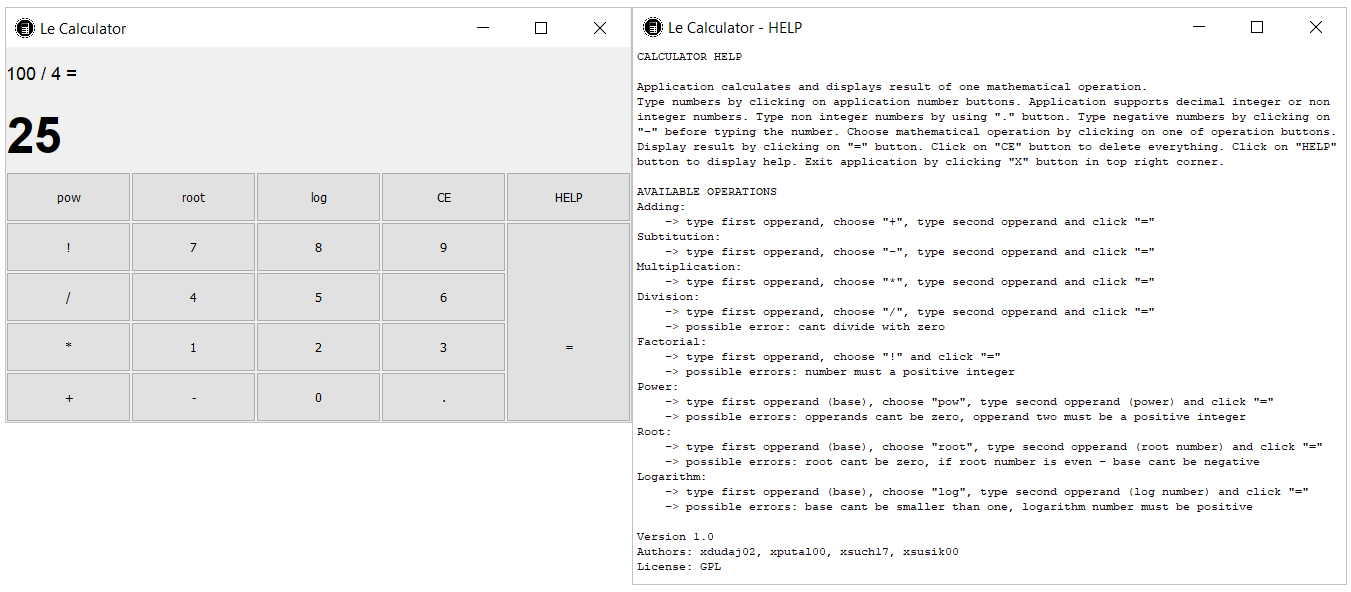 Le Calculator
100 / 4 =
25
pow root log CE HELP
! 7 8 9
/ 4 5 6
* 1 2 3 =
+ - 0 .
Le Calculator - HELP
CALCULATOR HELP
Application calculates and displays result of one mathematical operation.
Type numbers by clicking on application number buttons. Application supports decimal integer or non
integer numbers. Type non integer numbers by using "." button. Type negative numbers by clicking on
"-" before typing the number. Choose mathematical operation by clicking on one of operation buttons.
Display result by clicking on "=" button. Click on "CE" button to delete everything. Click on "HELP"
button to display help. Exit application by clicking "X" button in top right corner.
AVAILABLE OPERATIONS
Adding:
-> type first opperand, choose "+", type second opperand and click "="
Subtitution:
-> type first opperand, choose "-", type second opperand and click "="
Multiplication:
-> type first opperand, choose "*", type second opperand and click "="
Division:
-> type first opperand, choose "/", type second opperand and click "="
-> possible error: cant divide with zero
Factorial:
-> type first opperand, choose "!" and click "="
-> possible errors: number must a positive integer
Power:
-> type first opperand (base), choose "pow", type second opperand (power) and click "="
-> possible errors: opperands cant be zero, opperand two must be a positive integer
Root:
-> type first opperand (base), choose "root", type second opperand (root number) and click "="
-> possible errors: root cant be zero, if root number is even - base cant be negative
Logarithm:
-> type first opperand (base), choose "log", type second opperand (log number) and click "="
-> possible errors: base cant be smaller than one, logarithm number must be positive
Version 1.0
Authors: xdudaj02, xputal00, xsuch17, xsusik00
License: GPL